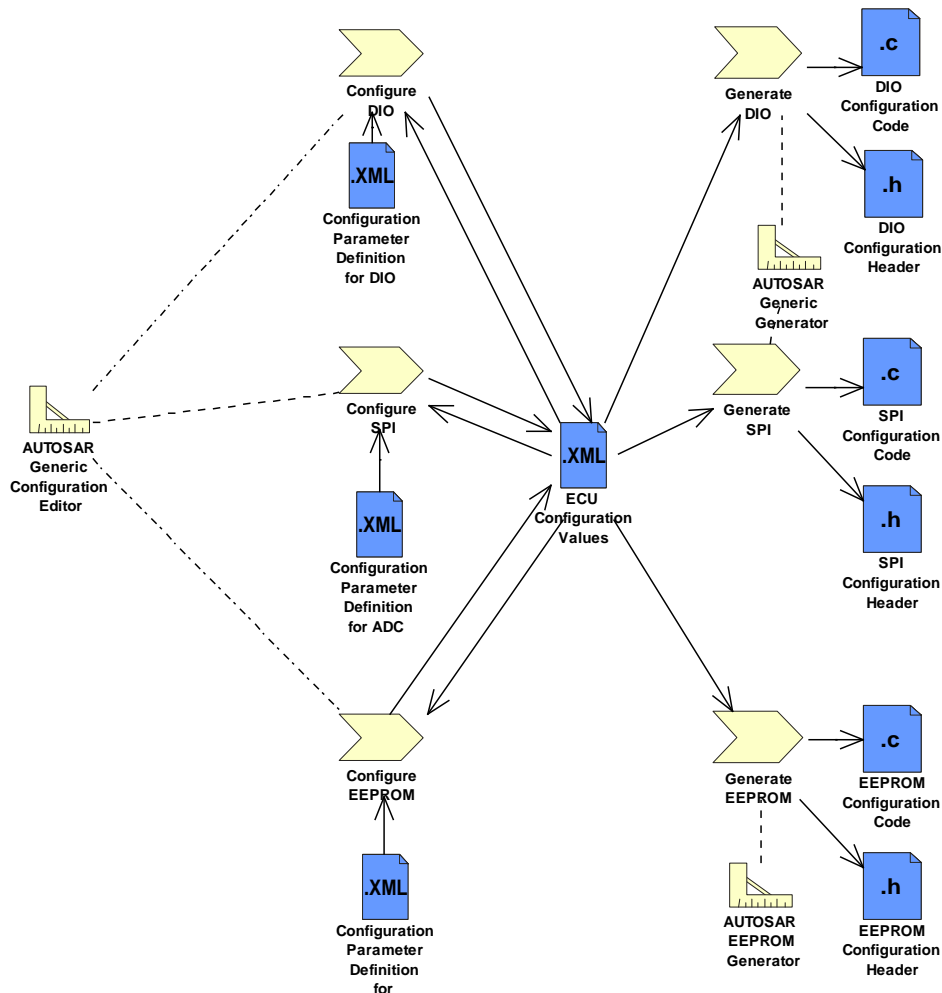 Configure
DIO
.XML
Configuration
Parameter
Definition
for DIO
Generate
DIO
.c
DIO
Configuration
Code
.h
DIO
Configuration
Header
AUTOSAR
Generic
Generator
AUTOSAR
Generic
Configuration
Editor
Configure
SPI
.XML
Configuration
Parameter
Definition
for ADC
.XML
ECU
Configuration
Values
Generate
SPI
.c
SPI
Configuration
Code
.h
SPI
Configuration
Header
Configure
EEPROM
.XML
Configuration
Parameter
Definition
for
Generate
EEPROM
.c
EEPROM
Configuration
Code
AUTOSAR
EEPROM
Generator
.h
EEPROM
Configuration
Header